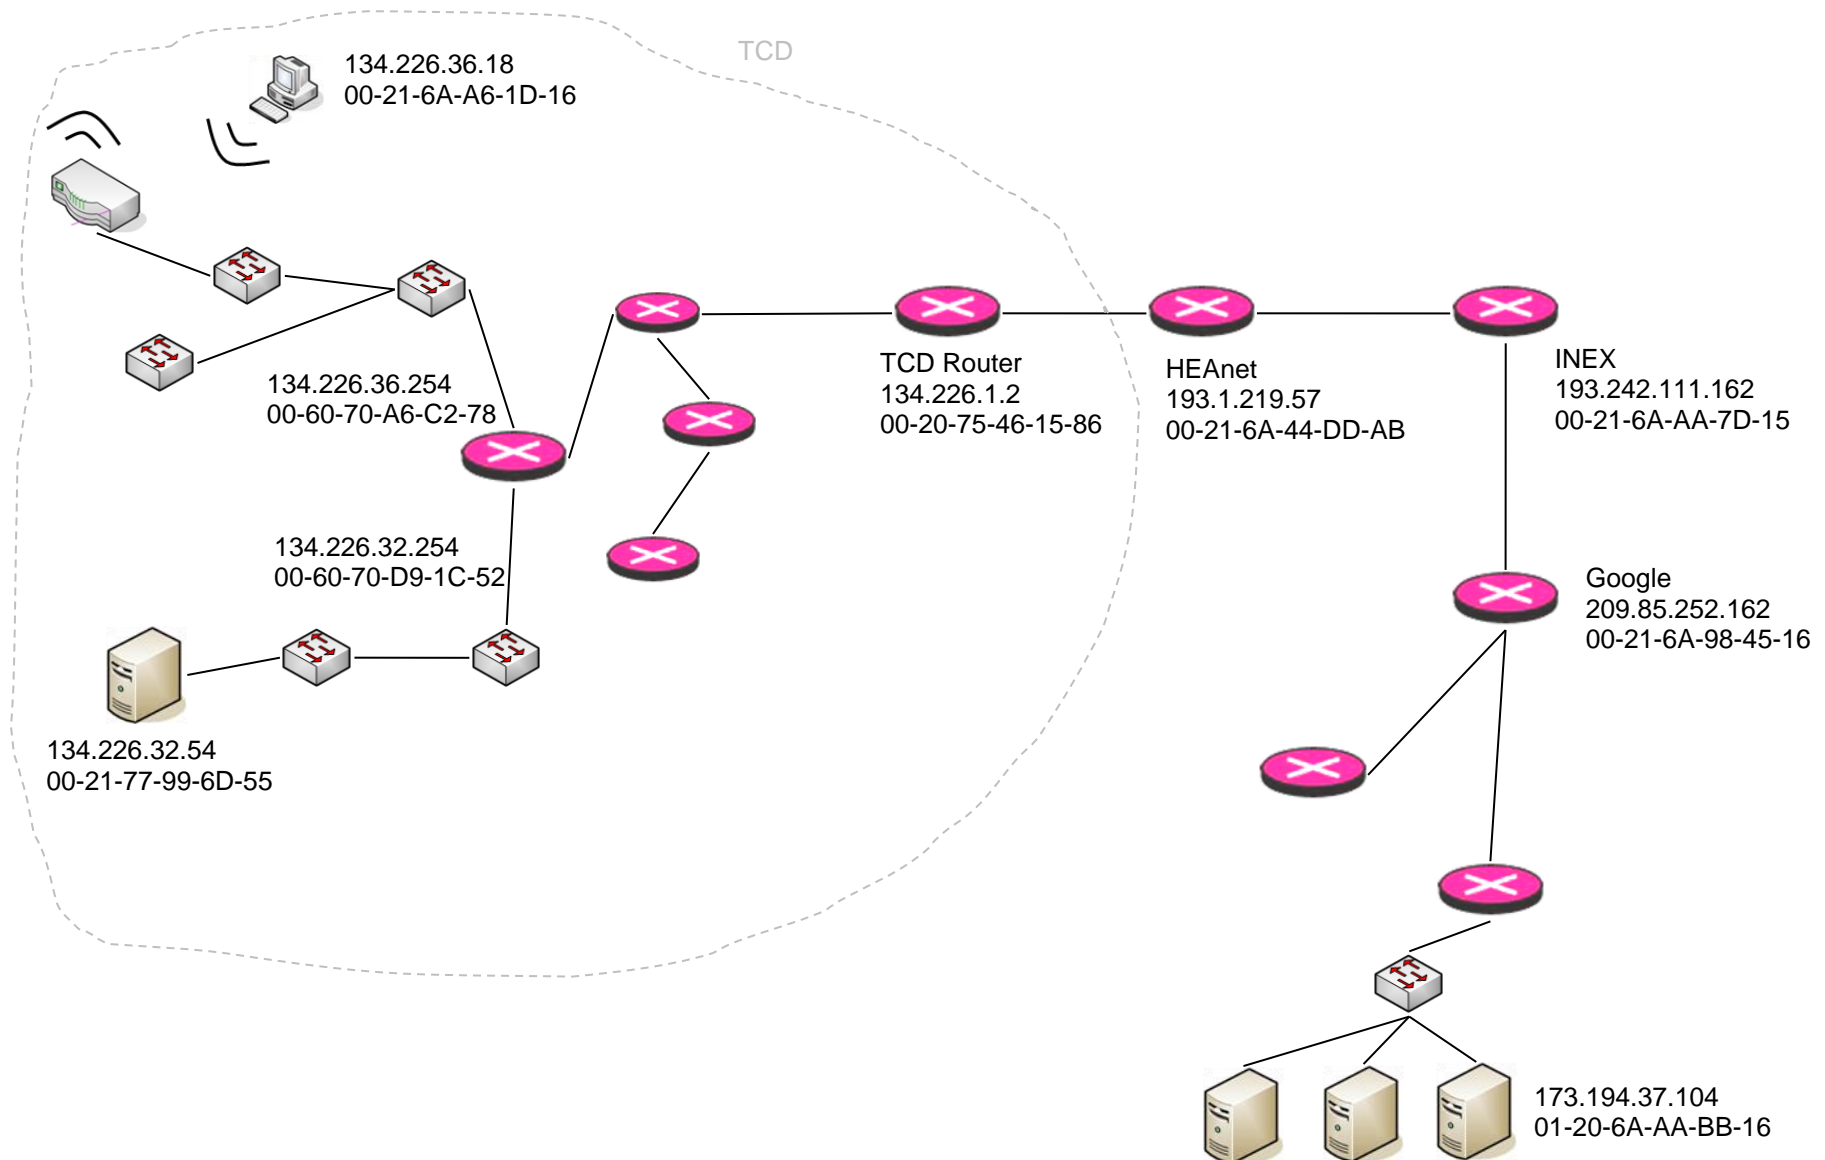 TCD
134.226.36.18
00-21-6A-A6-1D-16
134.226.36.254
00-60-70-A6-C2-78
TCD Router
134.226.1.2
00-20-75-46-15-86
HEAnet
193.1.219.57
00-21-6A-44-DD-AB
INEX
193.242.111.162
00-21-6A-AA-7D-15
134.226.32.254
00-60-70-D9-1C-52
Google
209.85.252.162
00-21-6A-98-45-16
134.226.32.54
00-21-77-99-6D-55
173.194.37.104
01-20-6A-AA-BB-16